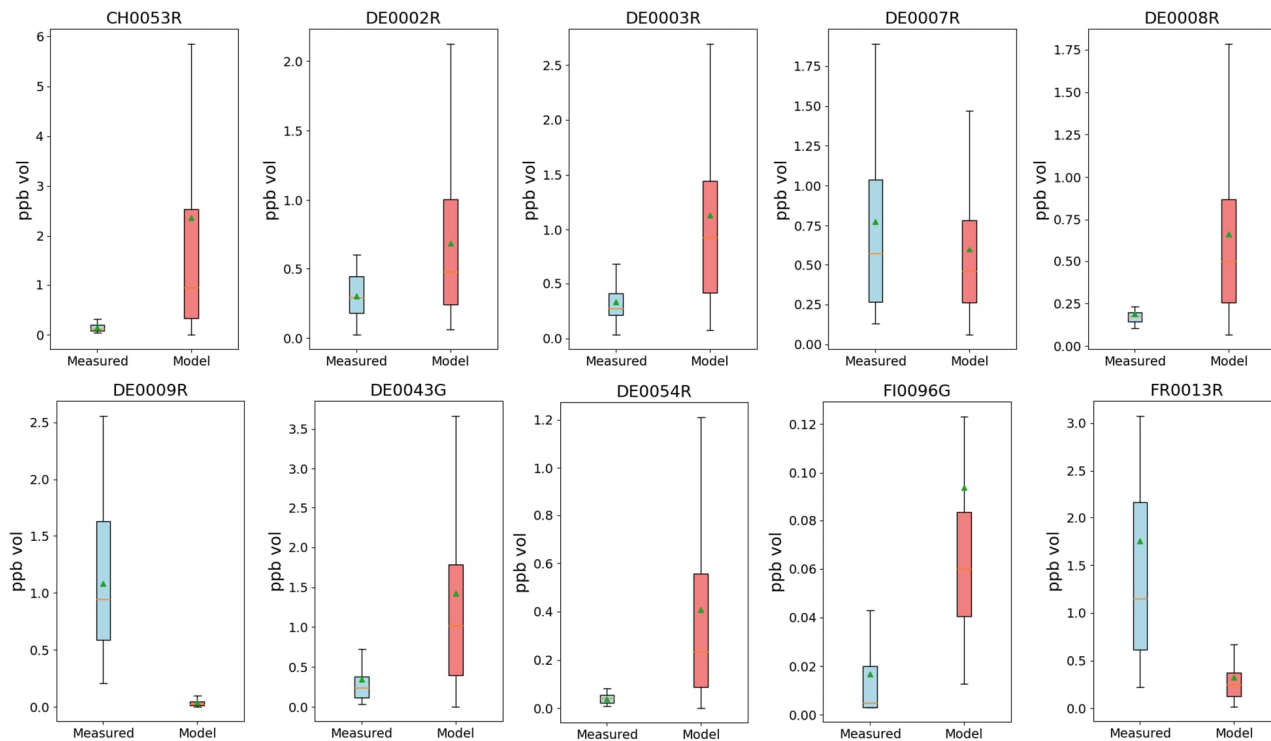 CH0053R
DE0002R
DE0003R
DE0007R
DE0008R
ppb vol
6
5
4
3
2
1
0
Measured Model
ppb vol
2.0
1.5
1.0
0.5
0.0
Measured Model
ppb vol
2.5
2.0
1.5
1.0
0.5
0.0
Measured Model
ppb vol
1.75
1.50
1.25
1.00
0.75
0.50
0.25
0.00
Measured Model
ppb vol
1.75
1.50
1.25
1.00
0.75
0.50
0.25
0.00
Measured Model
DE0009R
DE0043G
DE0054R
FI0096G
FR0013R
ppb vol
2.5
2.0
1.5
1.0
0.5
0.0
Measured Model
ppb vol
3.5
3.0
2.5
2.0
1.5
1.0
0.5
0.0
Measured Model
ppb vol
1.2
1.0
0.8
0.6
0.4
0.2
0.0
Measured Model
ppb vol
0.12
0.10
0.08
0.06
0.04
0.02
0.00
Measured Model
ppb vol
3.0
2.5
2.0
1.5
1.0
0.5
0.0
Measured Model